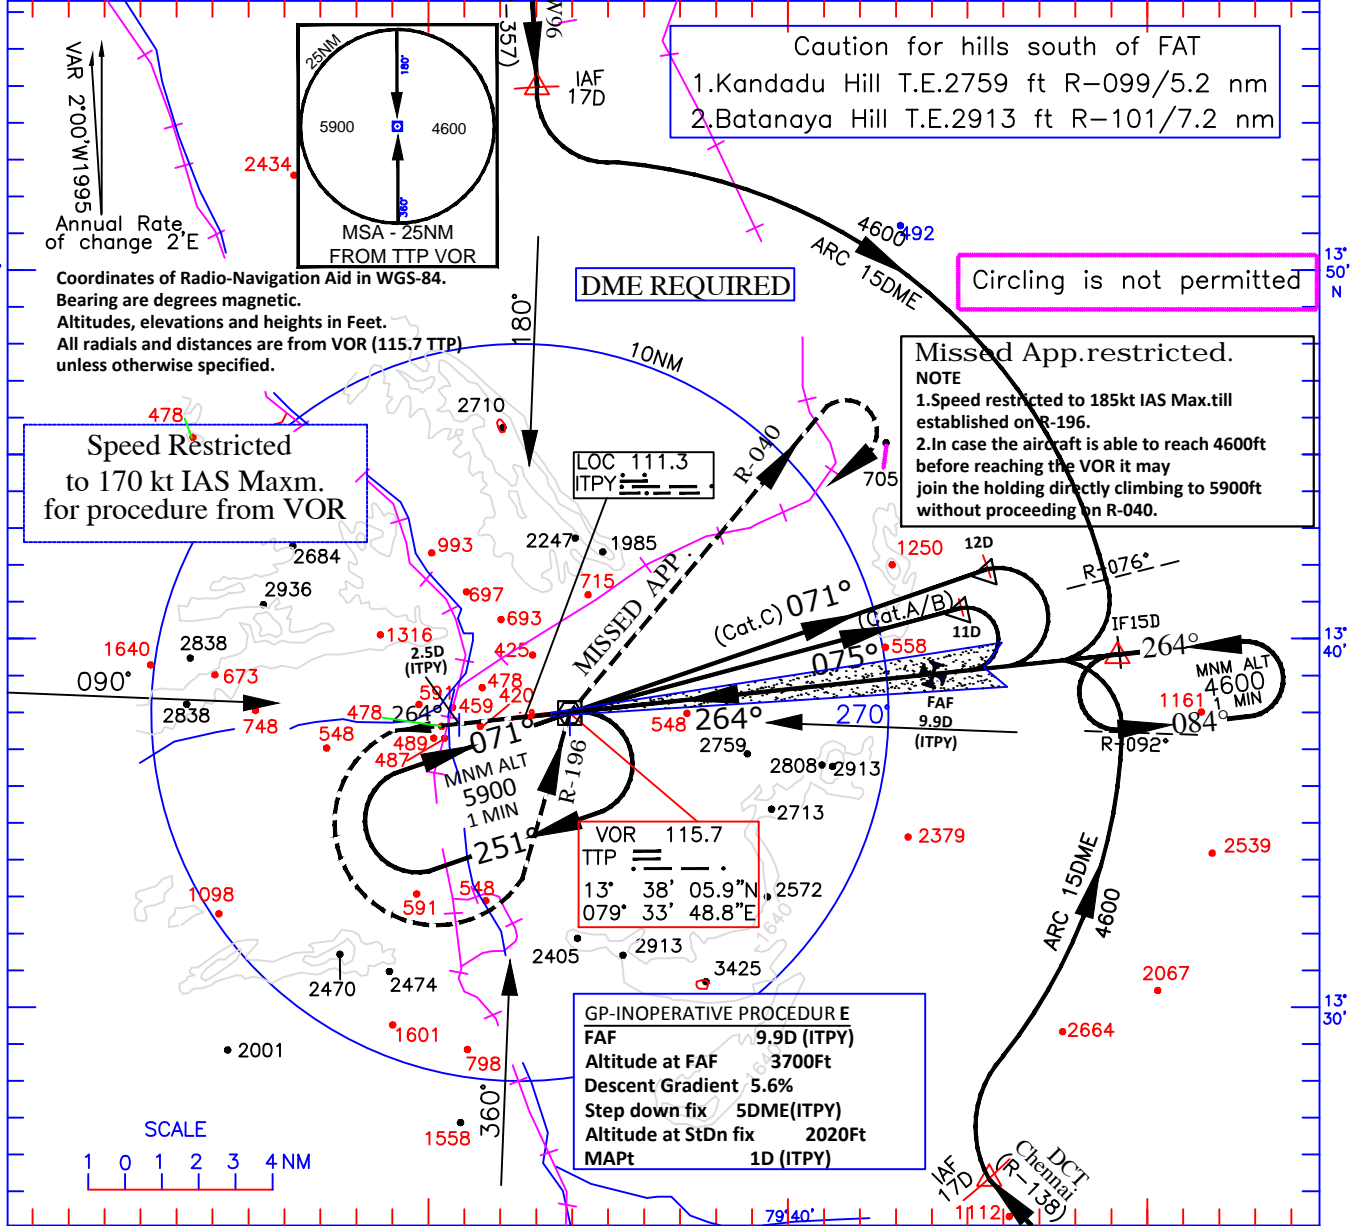 VAR 2°00'W1995
Annual Rate
of change 2'E
25NM
180°
5900
4600
360°
MSA - 25NM
FROM TTP VOR
W96
-357)
IAF
17D
Caution for hills south of FAT
1.Kandadu Hill T.E.2759 ft R-099/5.2 nm
2.Batanaya Hill T.E.2913 ft R-101/7.2 nm
2434
4600
492
ARC 15DME
Circling is not permitted
13°
50'
N
Coordinates of Radio-Navigation Aid in WGS-84.
Bearing are degrees magnetic.
Altitudes, elevations and heights in Feet.
All radials and distances are from VOR (115.7 TTP)
unless otherwise specified.
DME REQUIRED
180°
10NM
Missed App.restricted.
NOTE
1.Speed restricted to 185kt IAS Max.till
established on R-196.
2.In case the aircraft is able to reach 4600ft
before reaching the VOR it may
join the holding directly climbing to 5900ft
without proceeding on R-040.
478
Speed Restricted
to 170 kt IAS Maxm.
for procedure from VOR
2710
LOC 111.3
ITPY
R-040
705
2684
993
2247
1985
1250
12D
R-076°
2936
697
715
MISSED APP.
(Cat.C) 071°
(Cat.A/B)
11D
693
1316
425
2.5D
(ITPY)
1640
2838
673
075°
558
IF15D
264°
13°
40'
MNM ALT
4600
1 MIN
090°
591
478
459
420
2838
748
478
264°
548
264°
270°
FAF
9.9D
(ITPY)
1161
084°
R-092°
548
489
487
071°
MNM ALT
5900
1 MIN
251°
R-196
2759
2808
2913
2713
VOR 115.7
TTP
13° 38' 05.9"N
079° 33' 48.8"E
2379
2539
2572
1640
1098
591
548
ARC 15DME
4600
2405
2913
3425
2470
2474
2067
13°
30'
2664
1601
798
2001
1640
GP-INOPERATIVE PROCEDUR E
FAF 9.9D (ITPY)
Altitude at FAF 3700Ft
Descent Gradient 5.6%
Step down fix 5DME(ITPY)
Altitude at StDn fix 2020Ft
MAPt 1D (ITPY)
360°
1558
SCALE
1 0 1 2 3 4 NM
IAF
17D
DCT
Chennai
(R-138)
1112
79°40'